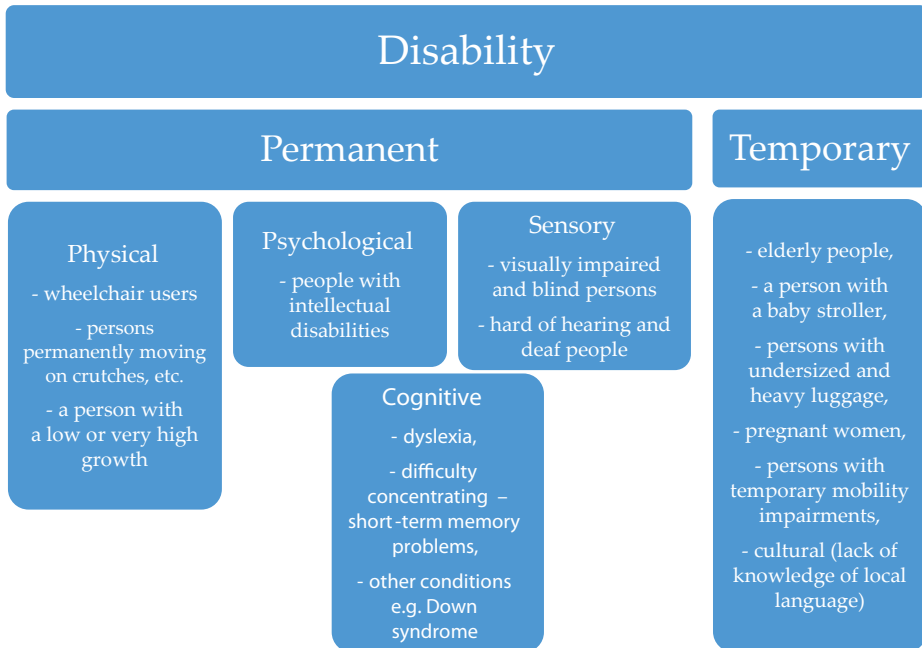 Disability
Permanent
Temporary
Physical
- wheelchair users
- persons
permanently moving
on crutches, etc.
- a person with
a low or very high
growth
Psychological
- people with
intellectual
disabilities
Sensory
- visually impaired
and blind persons
- hard of hearing and
deaf people
Cognitive
- dyslexia,
- difficulty
concentrating –
short-term memory
problems,
- other conditions
e.g. Down
syndrome
- elderly people,
- a person with
a baby stroller,
- persons with
undersized and
heavy luggage,
- pregnant women,
- persons with
temporary mobility
impairments,
- cultural (lack of
knowledge of local
language)